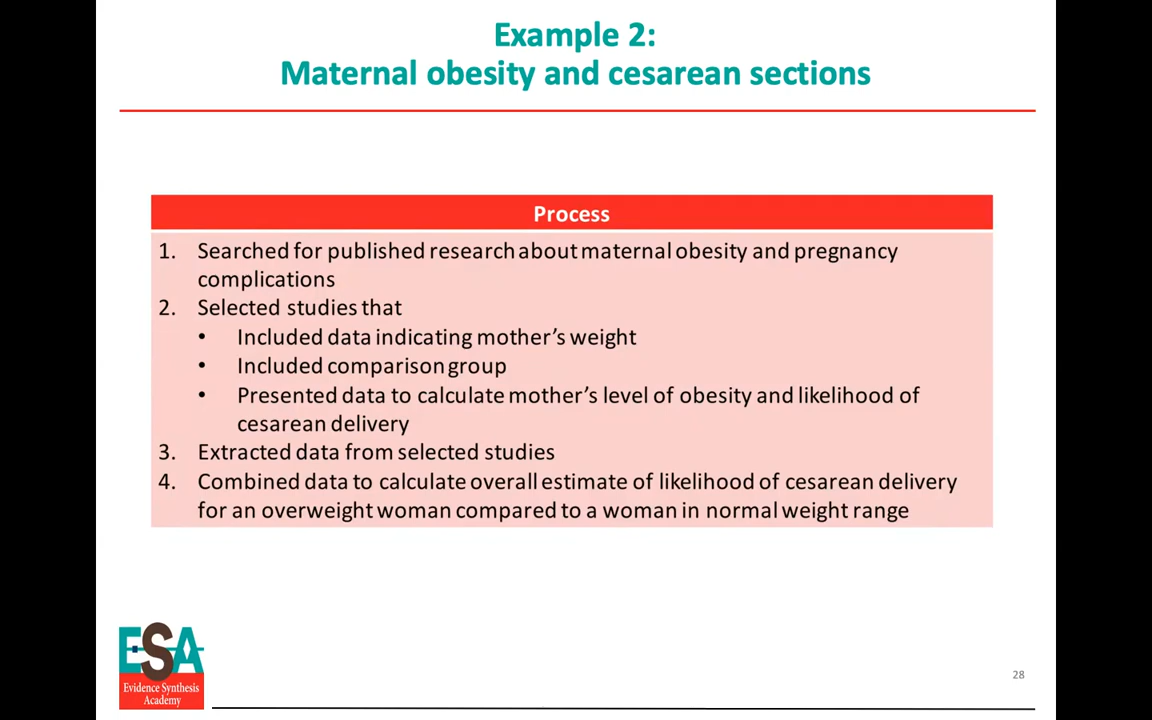 Example 2:
Maternal obesity and cesarean sections
Process
1. Searched for published research about maternal obesity and pregnancy
complications
2. Selected studies that
• Included data indicating mother’s weight
• Included comparison group
• Presented data to calculate mother’s level of obesity and likelihood of
cesarean delivery
3. Extracted data from selected studies
4. Combined data to calculate overall estimate of likelihood of cesarean delivery
for an overweight woman compared to a woman in normal weight range
ESA
Evidence Synthesis
Academy
28